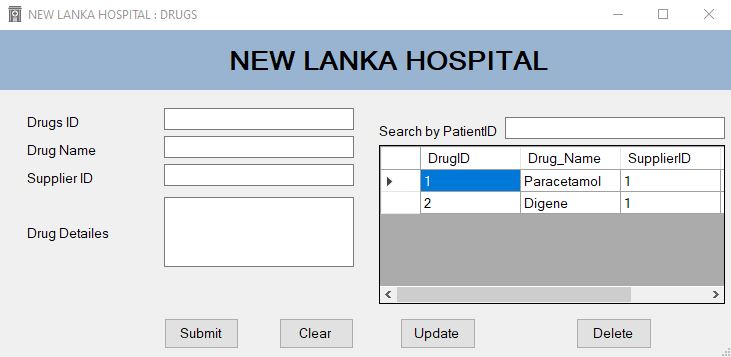 NEW LANKA HOSPITAL : DRUGS
NEW LANKA HOSPITAL
Drugs ID
Drug Name
Supplier ID
Drug Detailes
Search by PatientID
DrugID Drug_Name SupplierID
1 Paracetamol 1
2 Digene 1
Submit Clear Update Delete